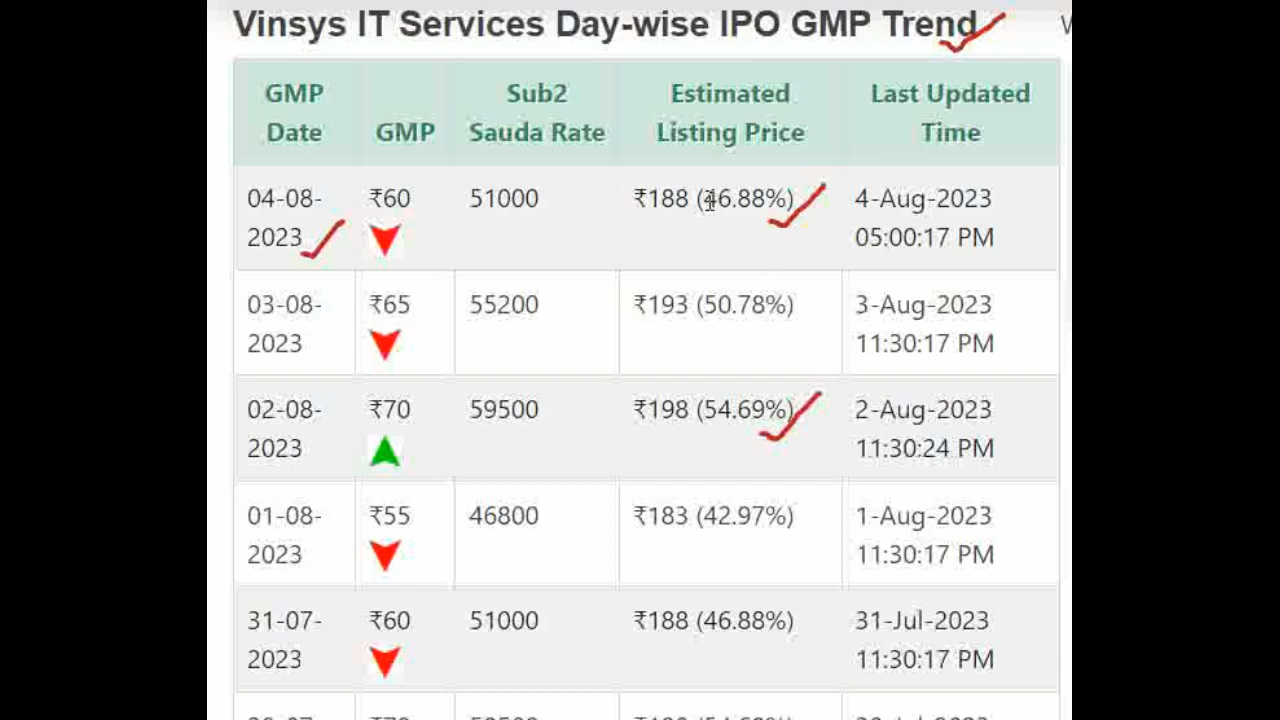 Vinsys IT Services Day-wise IPO GMP Trend
GMP Date GMP Sub2 Sauda Rate Estimated Listing Price Last Updated Time
04-08-2023 ₹60 51000 ₹188 (46.88%) 4-Aug-2023 05:00:17 PM
03-08-2023 ₹65 55200 ₹193 (50.78%) 3-Aug-2023 11:30:17 PM
02-08-2023 ₹70 59500 ₹198 (54.69%) 2-Aug-2023 11:30:24 PM
01-08-2023 ₹55 46800 ₹183 (42.97%) 1-Aug-2023 11:30:17 PM
31-07-2023 ₹60 51000 ₹188 (46.88%) 31-Jul-2023 11:30:17 PM